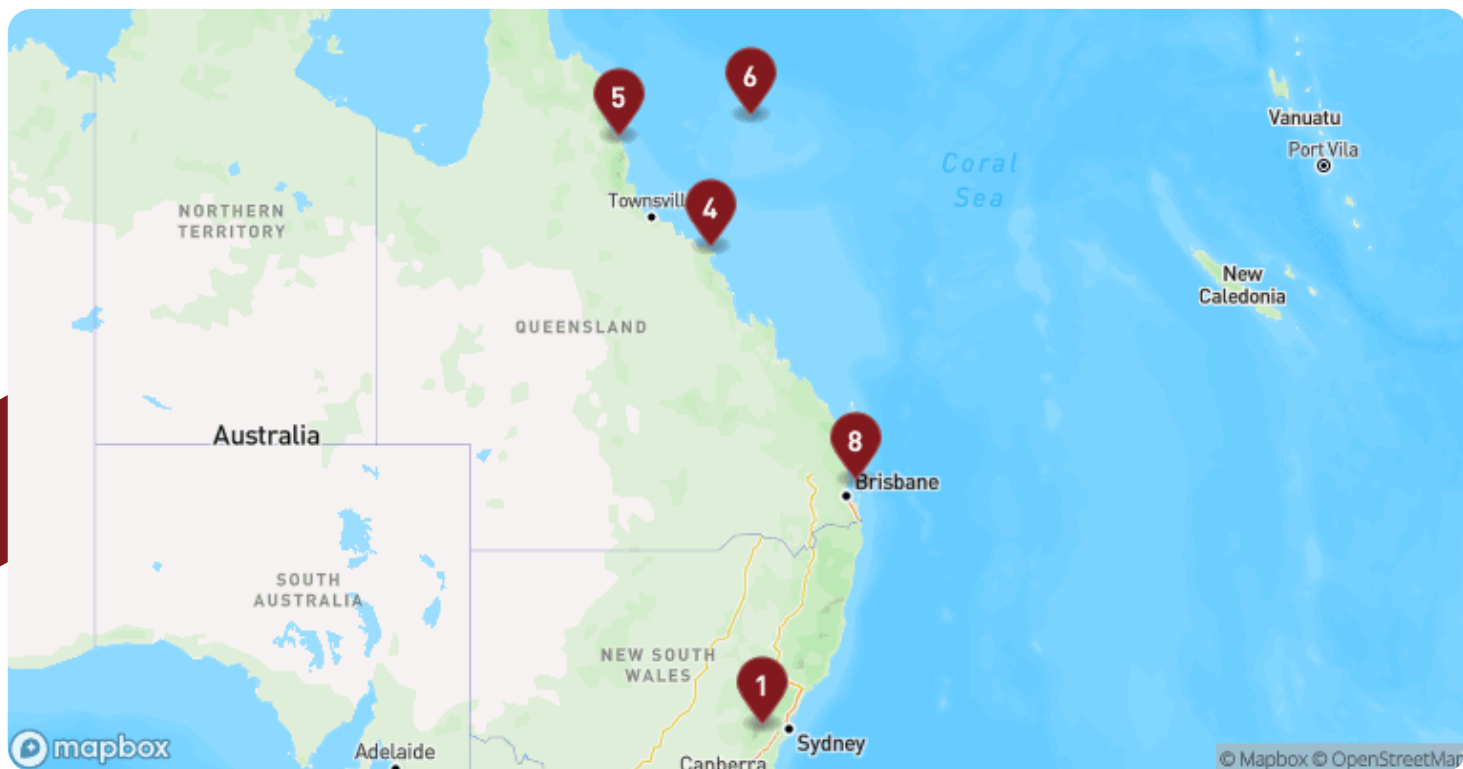 6
5
Vanuatu
Port Vila
Coral
Sea
Townsvill
4
NORTHERN
TERRITORY
New
Caledonia
QUEENSLAND
Australia
8
Brisbane
SOUTH
AUSTRALIA
NEW SOUTH
WALES
1
Sydney
Adelaide
Canberra
mapbox
© Mapbox © OpenStreetMap